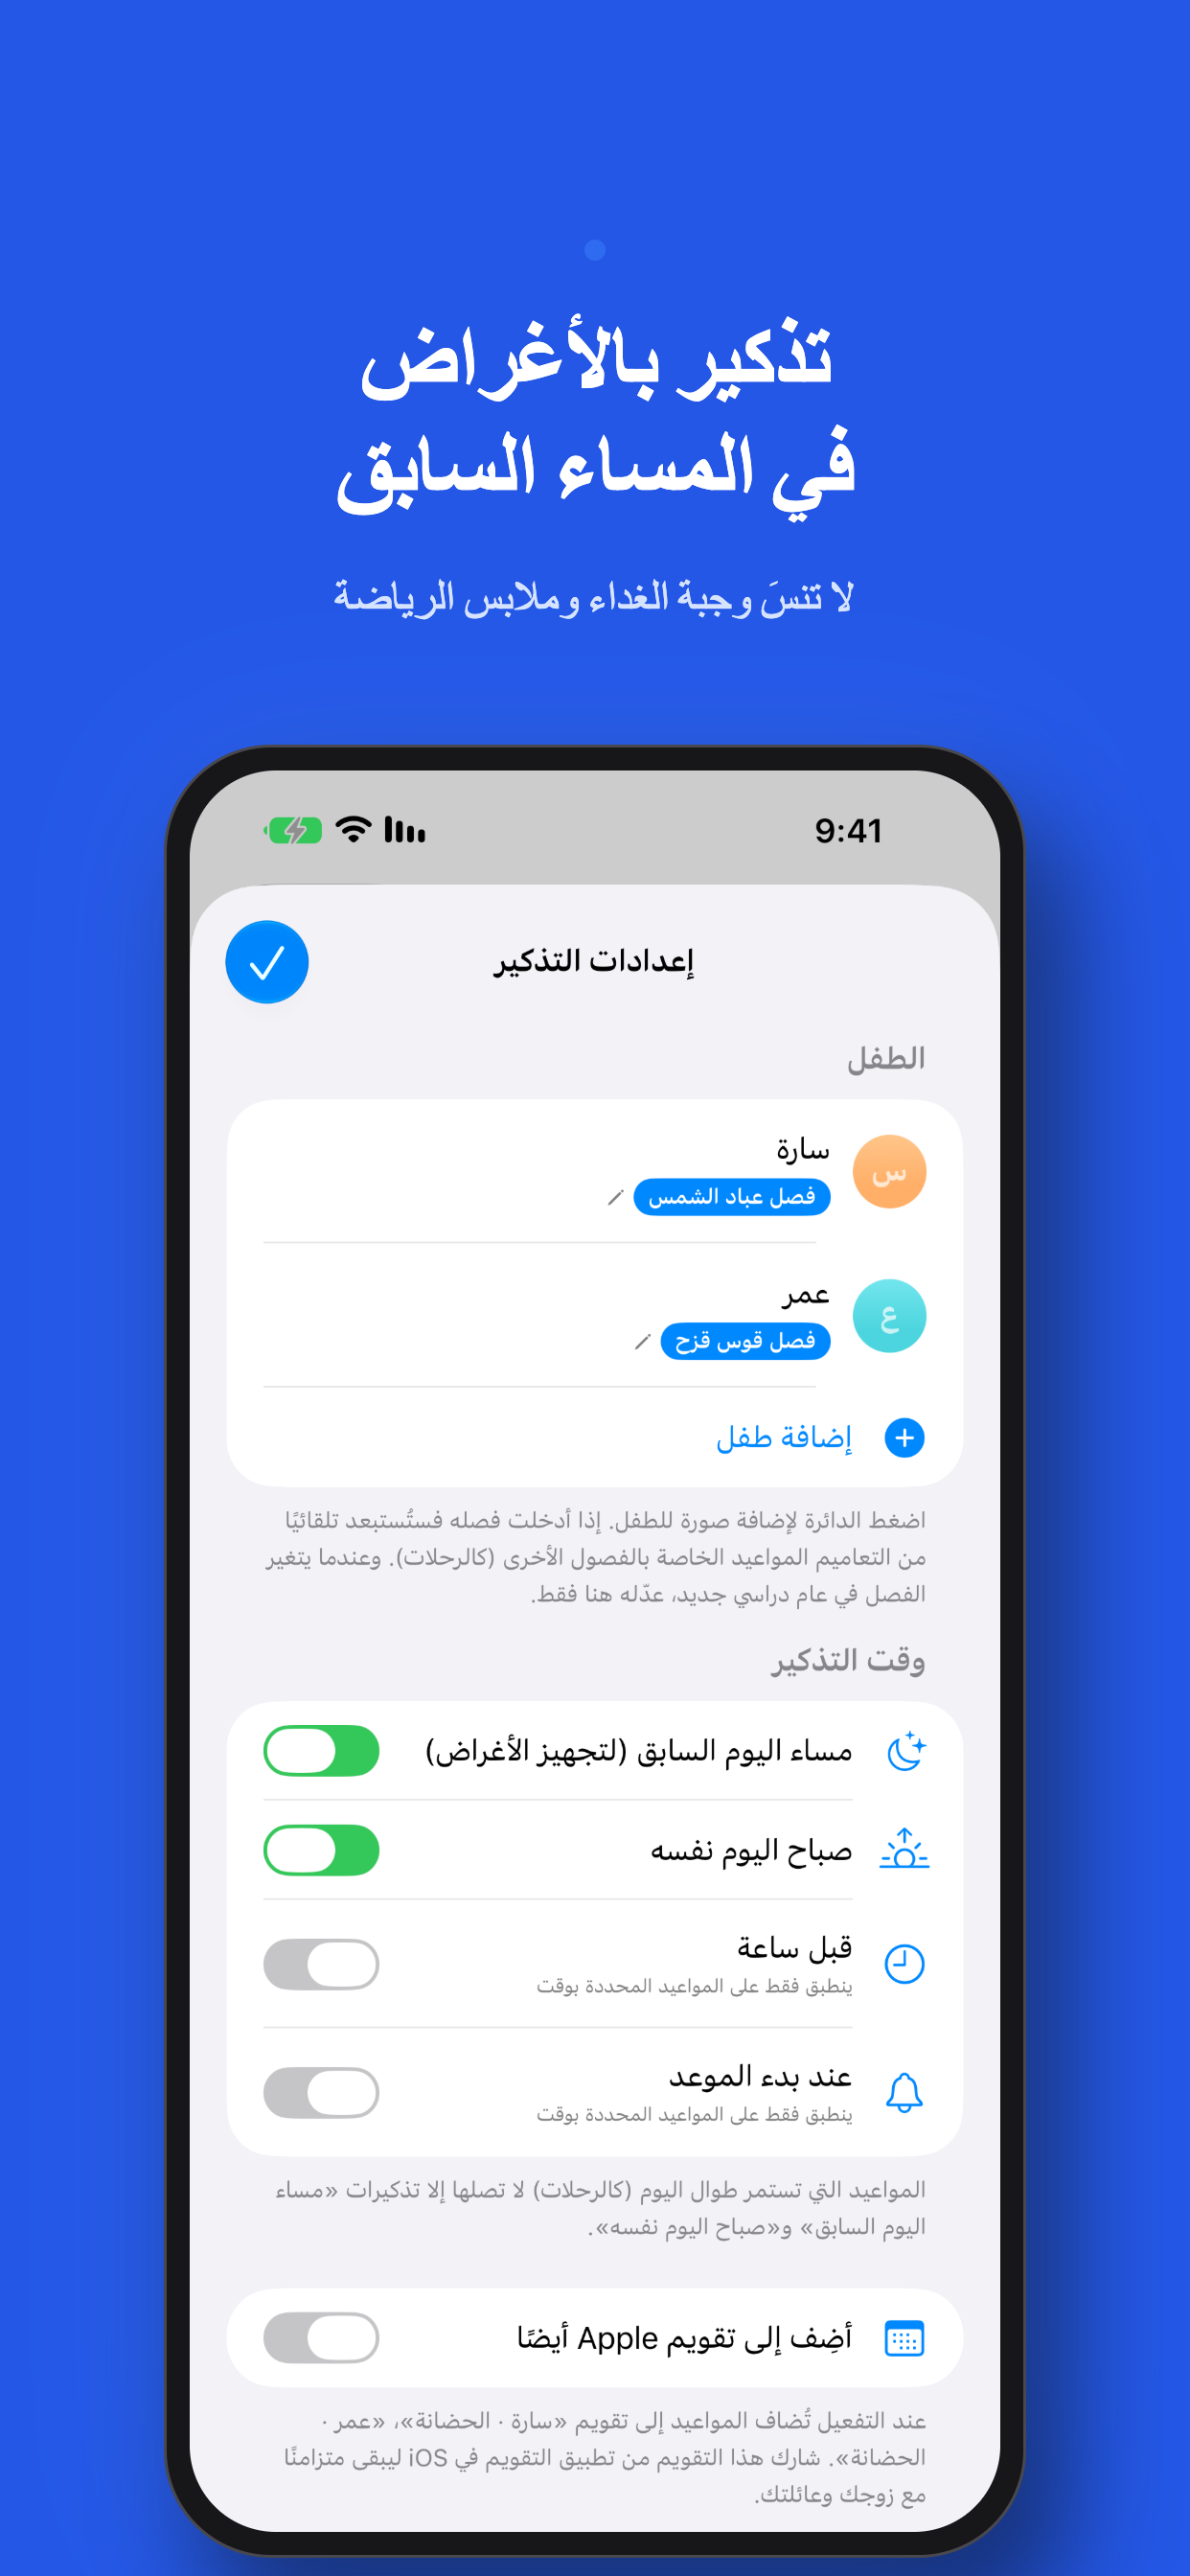 تذكير بالأغراض
في المساء السابق
لا تنسَ وجبة الغداء وملابس الرياضة
9:41
إعدادات التذكير
الطفل
س
سارة
فصل عباد الشمس
ع
عمر
فصل قوس قزح
إضافة طفل
اضغط الدائرة لإضافة صورة للطفل. إذا أدخلت فصله فستُستبعد تلقائيًا
من التعاميم المواعيد الخاصة بالفصول الأخرى (كالرحلات). وعندما يتغير
الفصل في عام دراسي جديد، عدّله هنا فقط.
وقت التذكير
مساء اليوم السابق (لتجهيز الأغراض)
صباح اليوم نفسه
قبل ساعة
ينطبق فقط على المواعيد المحددة بوقت
عند بدء الموعد
ينطبق فقط على المواعيد المحددة بوقت
المواعيد التي تستمر طوال اليوم (كالرحلات) لا تصلها إلا تذكيرات «مساء
اليوم السابق» و«صباح اليوم نفسه».
أضِف إلى تقويم Apple أيضًا
عند التفعيل تُضاف المواعيد إلى تقويم «سارة · الحضانة»، «عمر ·
الحضانة». شارك هذا التقويم من تطبيق التقويم في iOS ليبقى متزامنًا
مع زوجك وعائلتك.